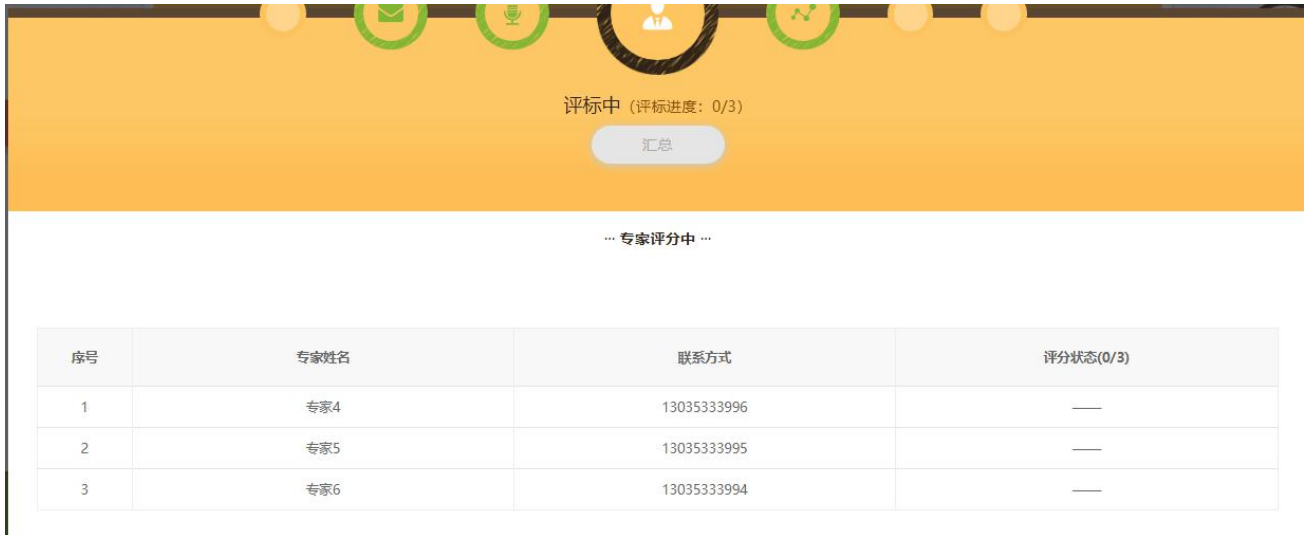 评标中（评标进度：0/3）
汇总
··· 专家评分中 ···
序号 专家姓名 联系方式 评分状态(0/3)
1 专家4 13035333996 ——
2 专家5 13035333995 ——
3 专家6 13035333994 ——